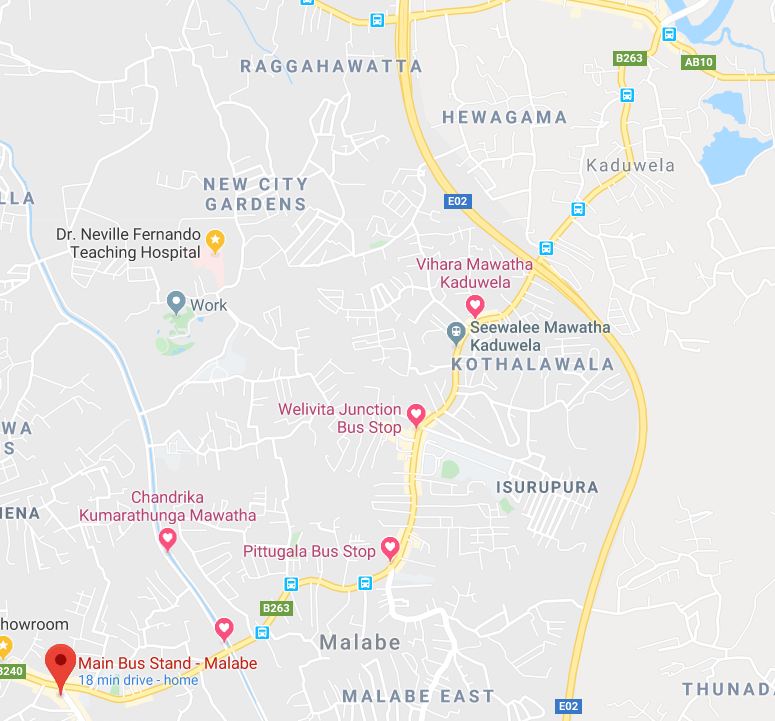 RAGGAHAWATTA
B263
AB10
HEWAGAMA
Kaduwela
NEW CITY
GARDENS
LLA
E02
Dr. Neville Fernando
Teaching Hospital
Vihara Mawatha
Kaduwela
Work
Seewalee Mawatha
Kaduwela
KOTHALAWALA
Welivita Junction
Bus Stop
WA
S
ISURUPURA
Chandrika
Kumarathunga Mawatha
ENA
Pittugala Bus Stop
B263
howroom
Malabe
B240
Main Bus Stand - Malabe
18 min drive - home
MALABE EAST
THUNADA
E02